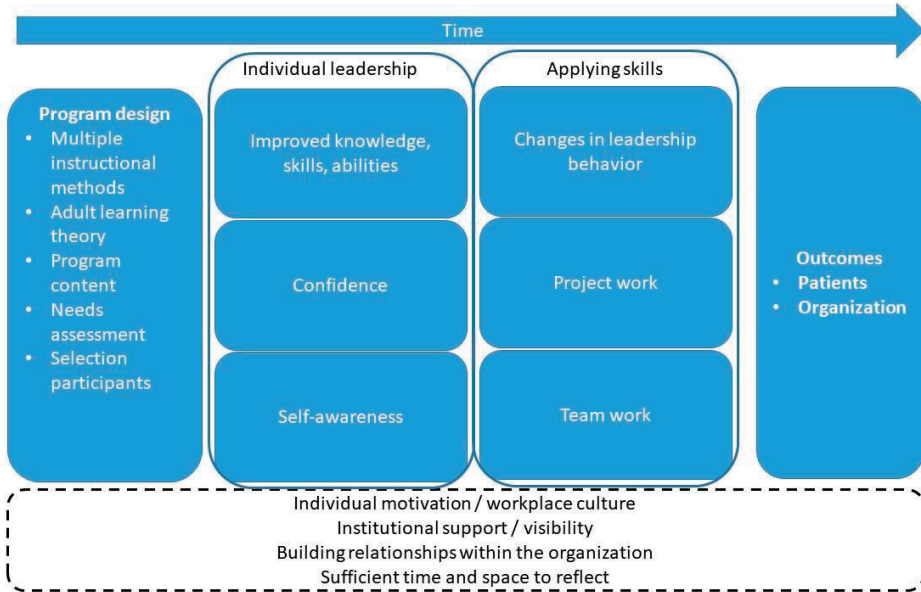 Time
Program design
• Multiple
instructional
methods
• Adult learning
theory
• Program
content
• Needs
assessment
• Selection
participants
Individual leadership
Improved knowledge,
skills, abilities
Confidence
Self-awareness
Applying skills
Changes in leadership
behavior
Project work
Team work
Outcomes
• Patients
• Organization
Individual motivation / workplace culture
Institutional support / visibility
Building relationships within the organization
Sufficient time and space to reflect